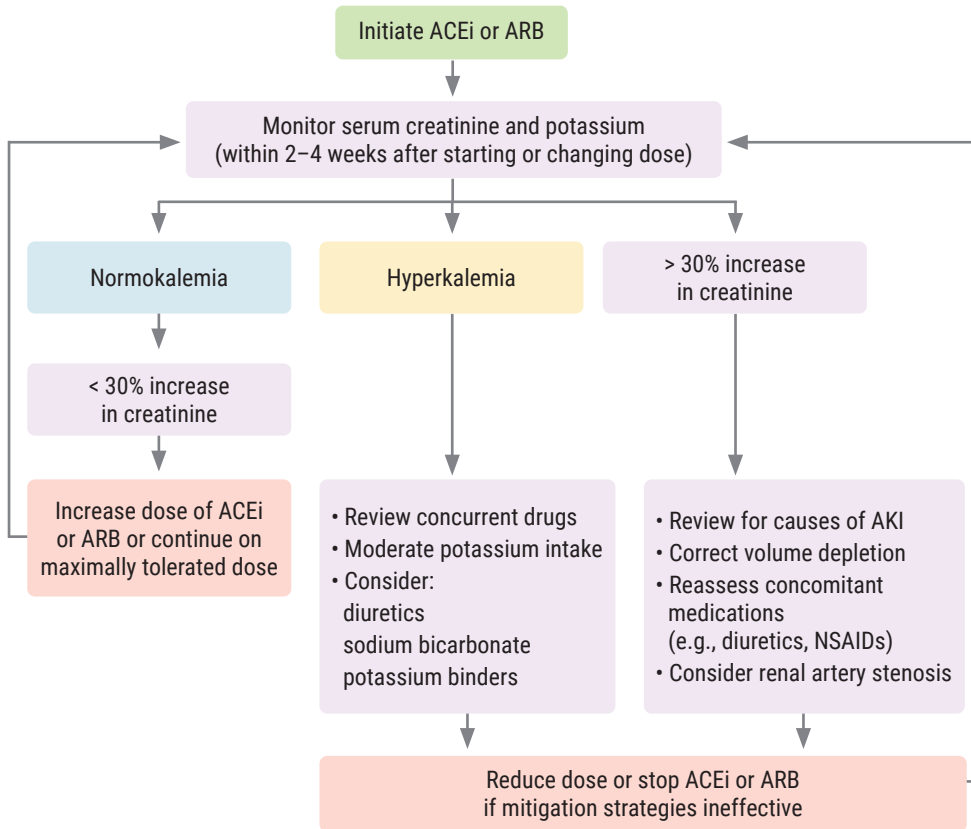 Initiate ACEi or ARB
Monitor serum creatinine and potassium
(within 2–4 weeks after starting or changing dose)
Normokalemia
Hyperkalemia
> 30% increase
in creatinine
< 30% increase
in creatinine
Increase dose of ACEi
or ARB or continue on
maximally tolerated dose
• Review concurrent drugs
• Moderate potassium intake
• Consider:
diuretics
sodium bicarbonate
potassium binders
• Review for causes of AKI
• Correct volume depletion
• Reassess concomitant
medications
(e.g., diuretics, NSAIDs)
• Consider renal artery stenosis
Reduce dose or stop ACEi or ARB
if mitigation strategies ineffective